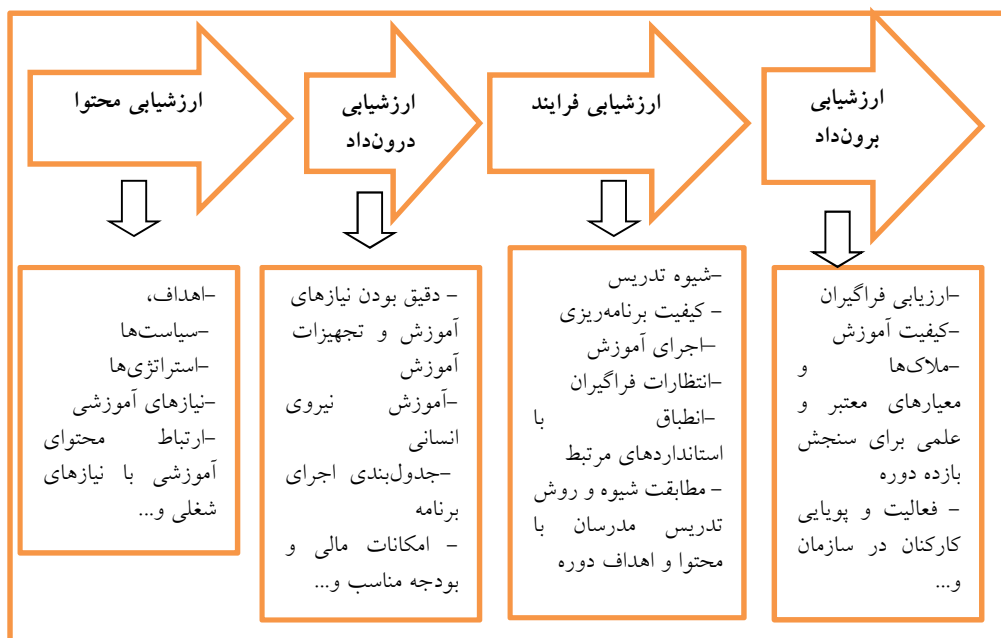 ارزشیابی محتوا
ارزشیابی
درون‌داد
ارزشیابی فرایند
ارزشیابی
برون‌داد
-اهداف،
-سیاست‌ها
-استراتژی‌ها
-نیازهای آموزشی
-ارتباط محتوای
آموزشی با نیازهای
شغلی و...
- دقیق بودن نیازهای
آموزش و تجهیزات
آموزش
-آموزش نیروی
انسانی
-جدول‌بندی اجرای
برنامه
- امکانات مالی و
بودجه مناسب و...
-شیوه تدریس
- کیفیت برنامه‌ریزی
-اجرای آموزش
-انتظارات فراگیران
-انطباق با
استانداردهای مرتبط
- مطابقت شیوه و روش
تدریس مدرسان با
محتوا و اهداف دوره
-ارزیابی فراگیران
-کیفیت آموزش
-ملاک‌ها و
معیارهای معتبر و
علمی برای سنجش
بازده دوره
- فعالیت و پویایی
کارکنان در سازمان
و...